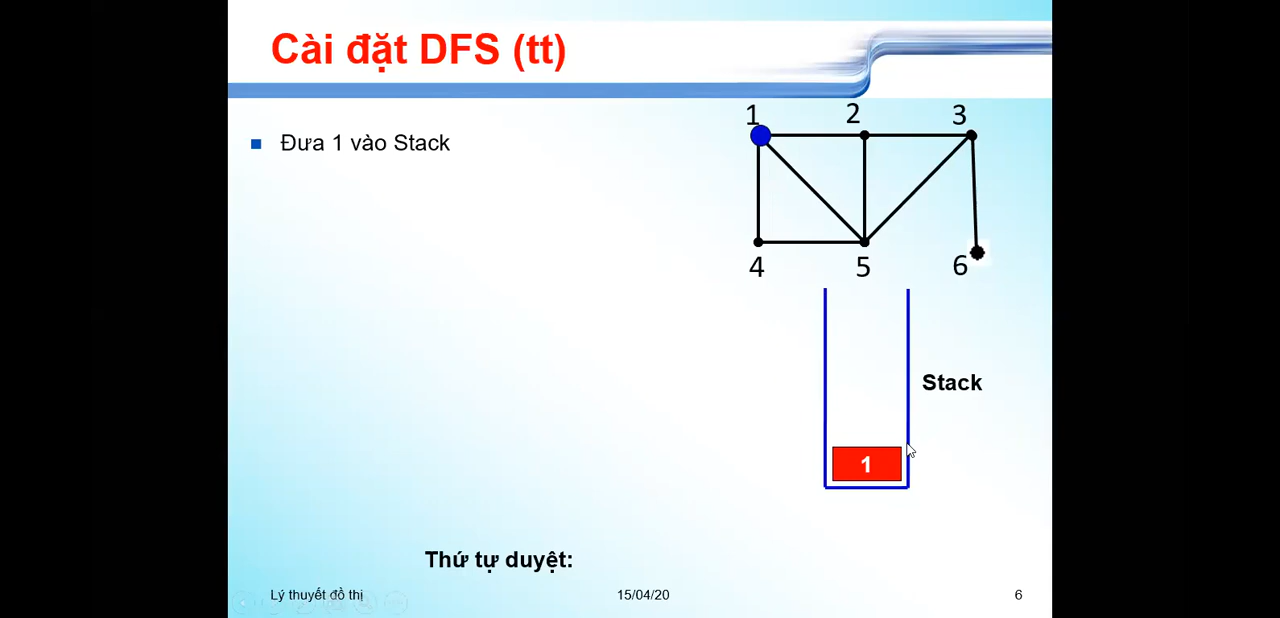 Cài đặt DFS (tt)
Đưa 1 vào Stack
1 2 3
4 5 6
Stack
1
Thứ tự duyệt:
Lý thuyết đồ thị 15/04/20 6